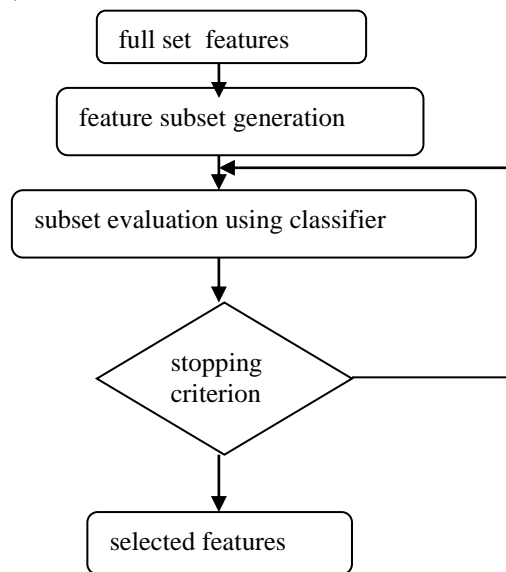 full set features
feature subset generation
subset evaluation using classifier
stopping
criterion
selected features